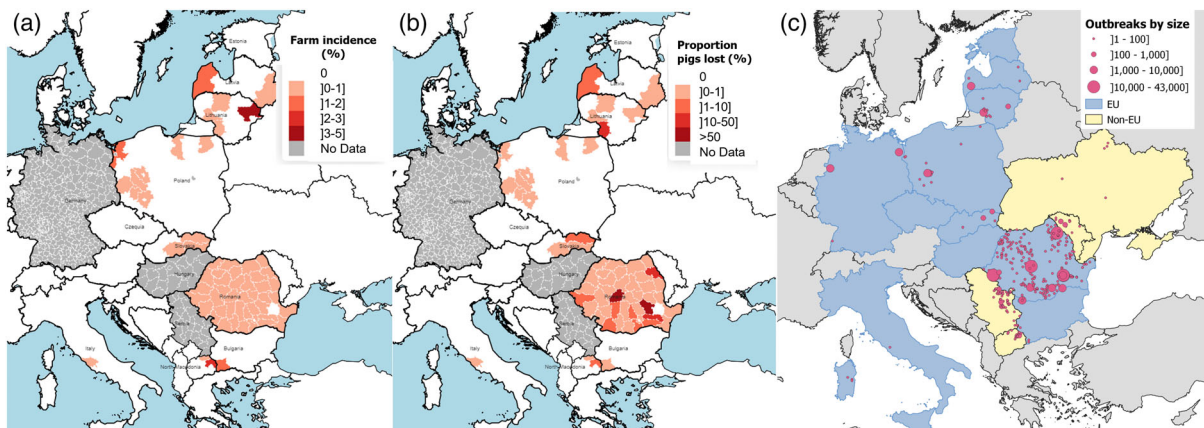 (a)
Farm incidence
(%)
0
]0-1]
]1-2]
]2-3]
]3-5]
No Data
Estonia
Latvia
Lithuania
Germany
Poland
Czequia
Slovakia
Hungary
Romania
Serbia
Italy
Bulgaria
North-Macedonia
(b)
Proportion
pigs lost (%)
0
]0-1]
]1-10]
]10-50]
>50
No Data
Estonia
Latvia
Lithuania
Germany
Poland
Czequia
Slovakia
Hungary
Romania
Serbia
Italy
Bulgaria
North-Macedonia
(c)
Outbreaks by size
]1 - 100]
]100 - 1,000]
]1,000 - 10,000]
]10,000 - 43,000]
EU
Non-EU